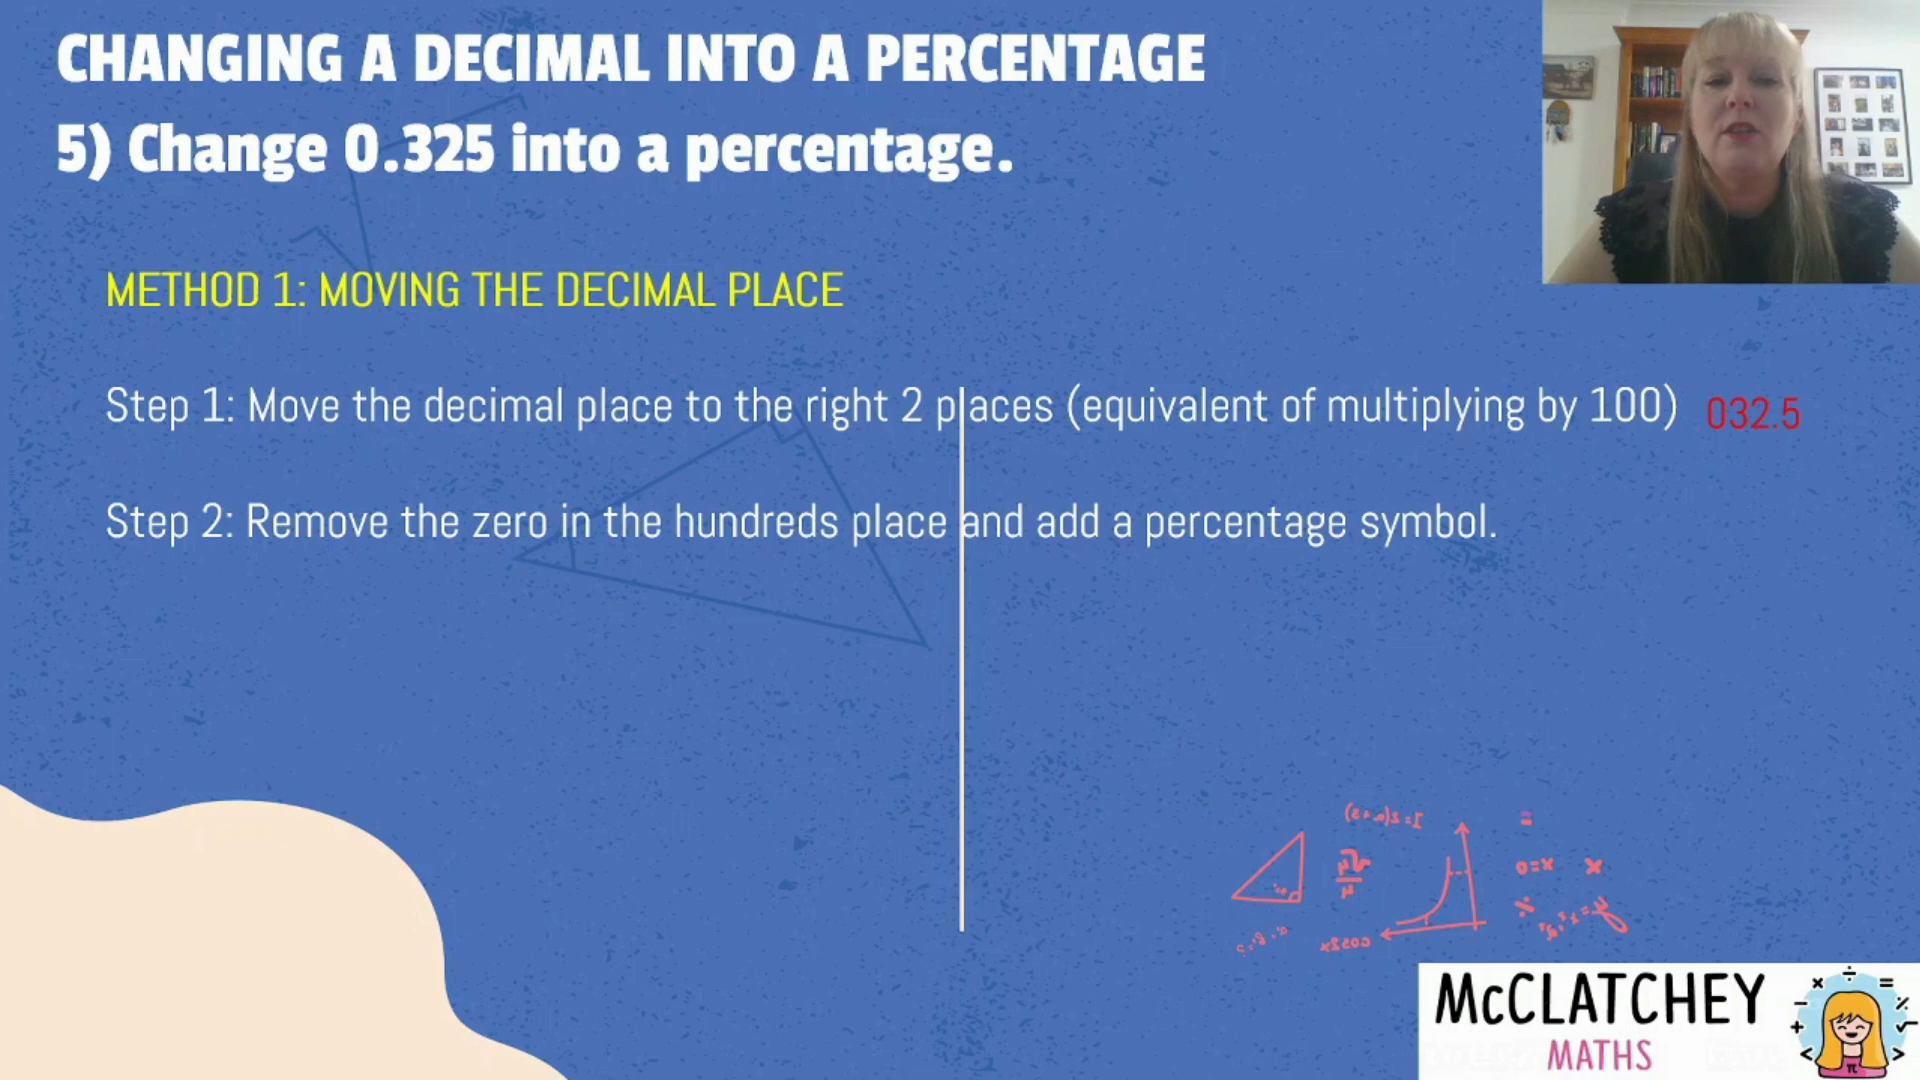 CHANGING A DECIMAL INTO A PERCENTAGE
5) Change 0.325 into a percentage.
METHOD 1: MOVING THE DECIMAL PLACE
Step 1: Move the decimal place to the right 2 places (equivalent of multiplying by 100) 032.5
Step 2: Remove the zero in the hundreds place and add a percentage symbol.
McCLATCHEY
MATHS